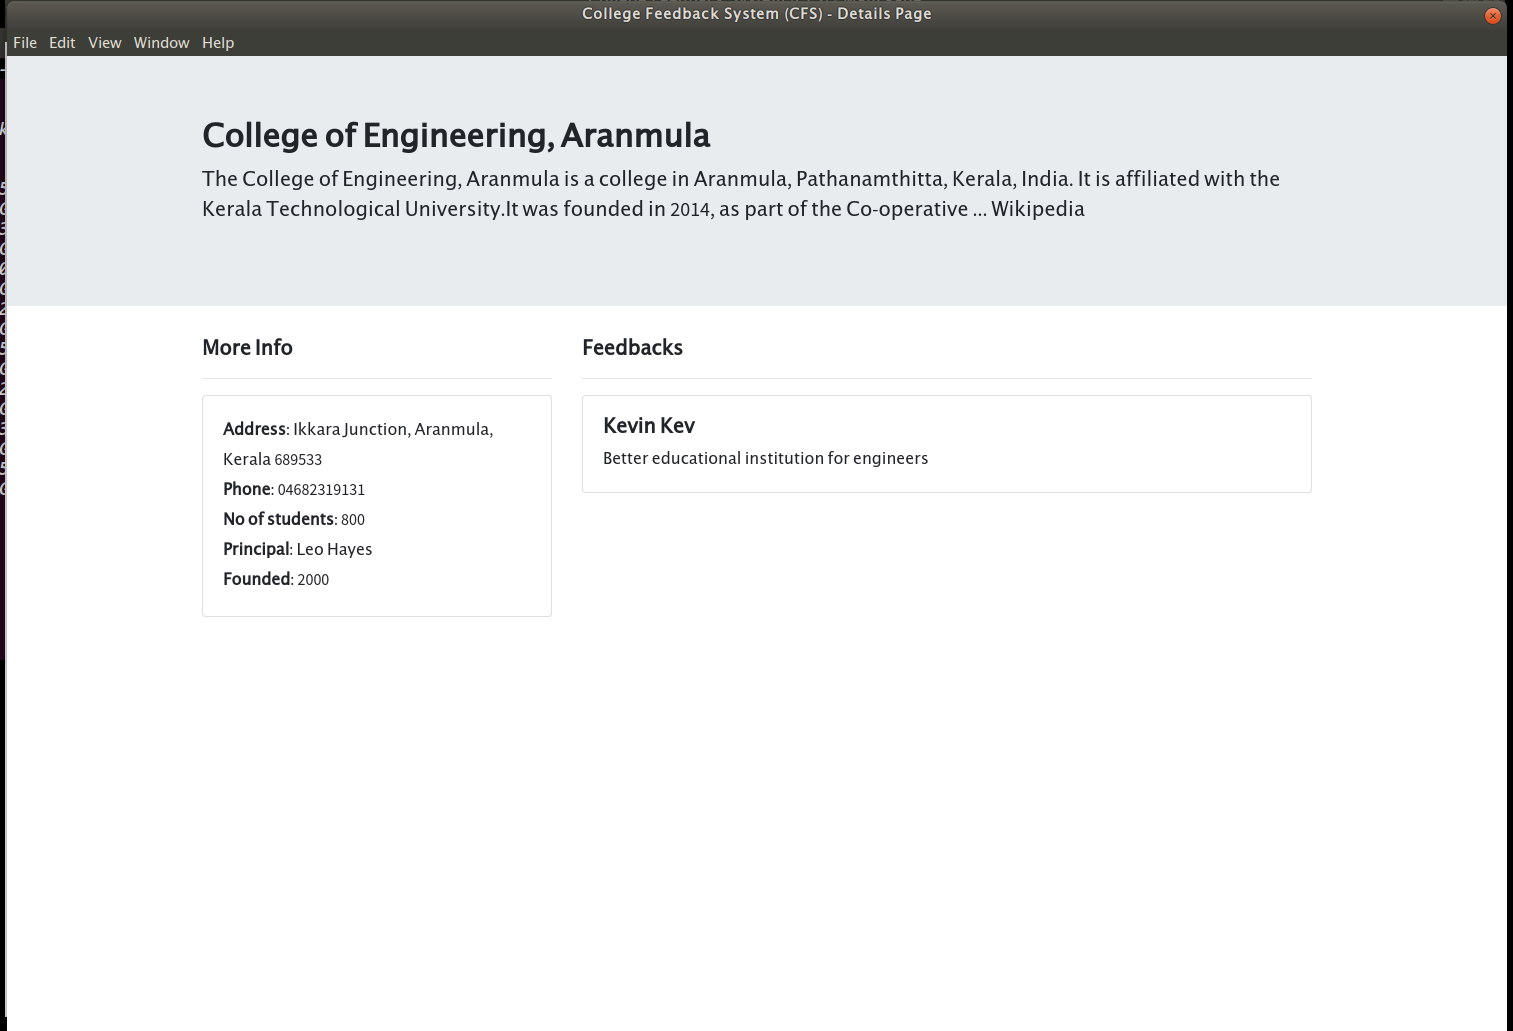 College Feedback System (CFS) - Details Page
File Edit View Window Help
College of Engineering, Aranmula
The College of Engineering, Aranmula is a college in Aranmula, Pathanamthitta, Kerala, India. It is affiliated with the
Kerala Technological University.It was founded in 2014, as part of the Co-operative ... Wikipedia
More Info
Address: Ikkara Junction, Aranmula,
Kerala 689533
Phone: 04682319131
No of students: 800
Principal: Leo Hayes
Founded: 2000
Feedbacks
Kevin Kev
Better educational institution for engineers